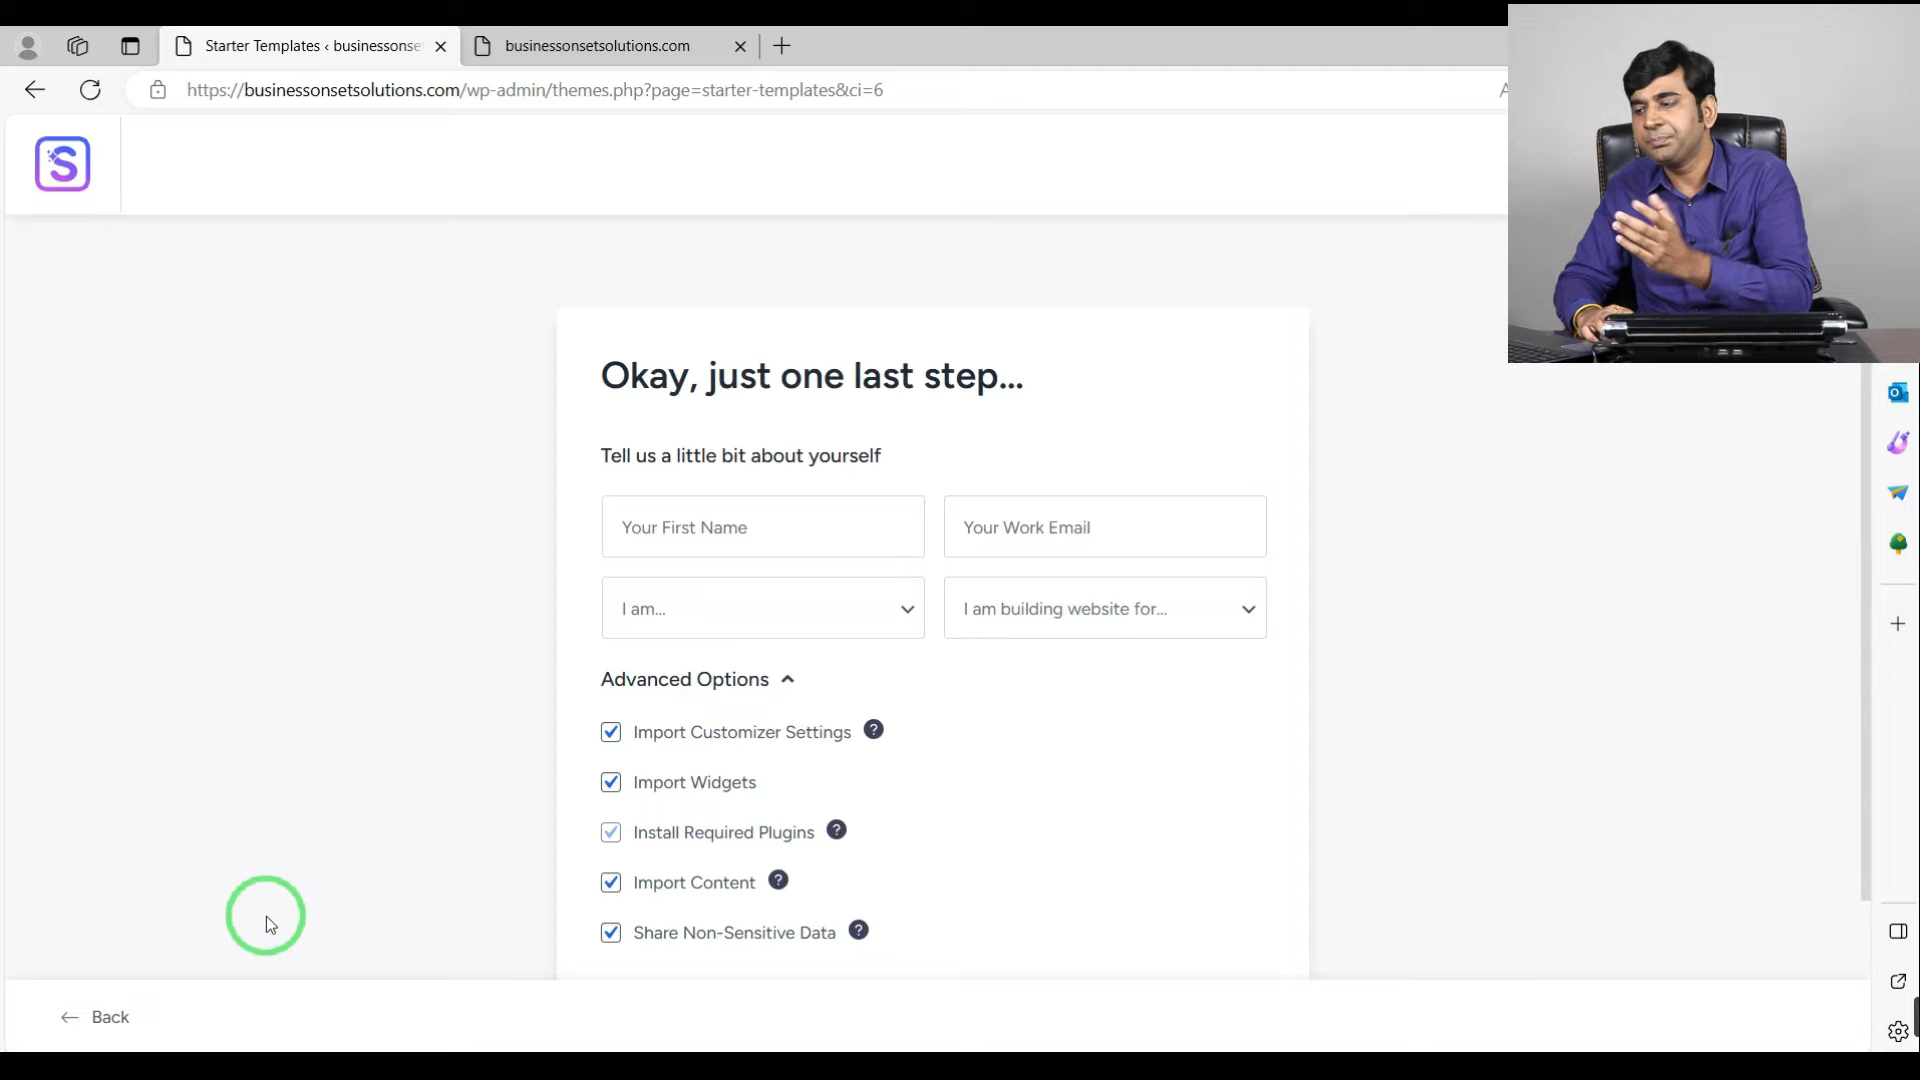 Starter Templates ‹ businessonse
businessonsetsolutions.com
https://businessonsetsolutions.com/wp-admin/themes.php?page=starter-templates&ci=6
A
S
Okay, just one last step...
Tell us a little bit about yourself
Your First Name
Your Work Email
I am...
I am building website for...
Advanced Options
Import Customizer Settings ?
Import Widgets
Install Required Plugins ?
Import Content ?
Share Non-Sensitive Data ?
← Back